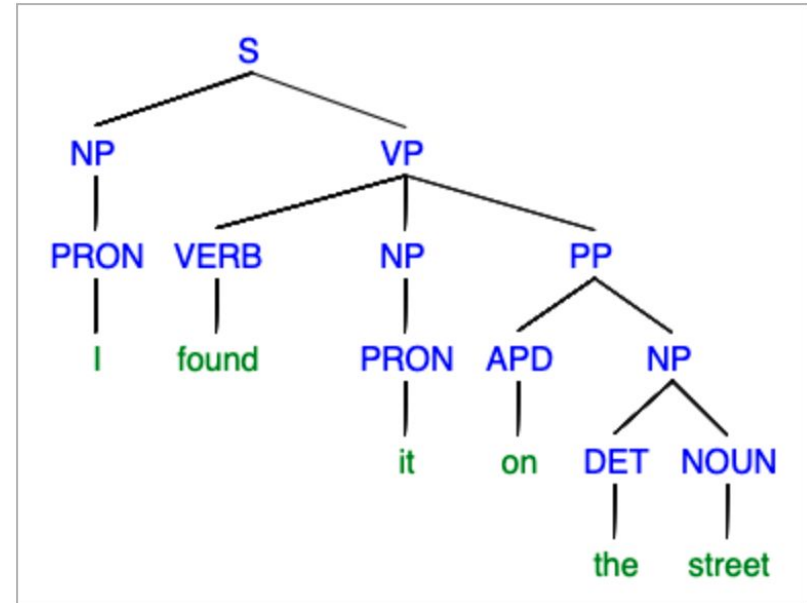 S
NP VP
PRON VERB NP PP
I found PRON APD NP
it on DET NOUN
the street